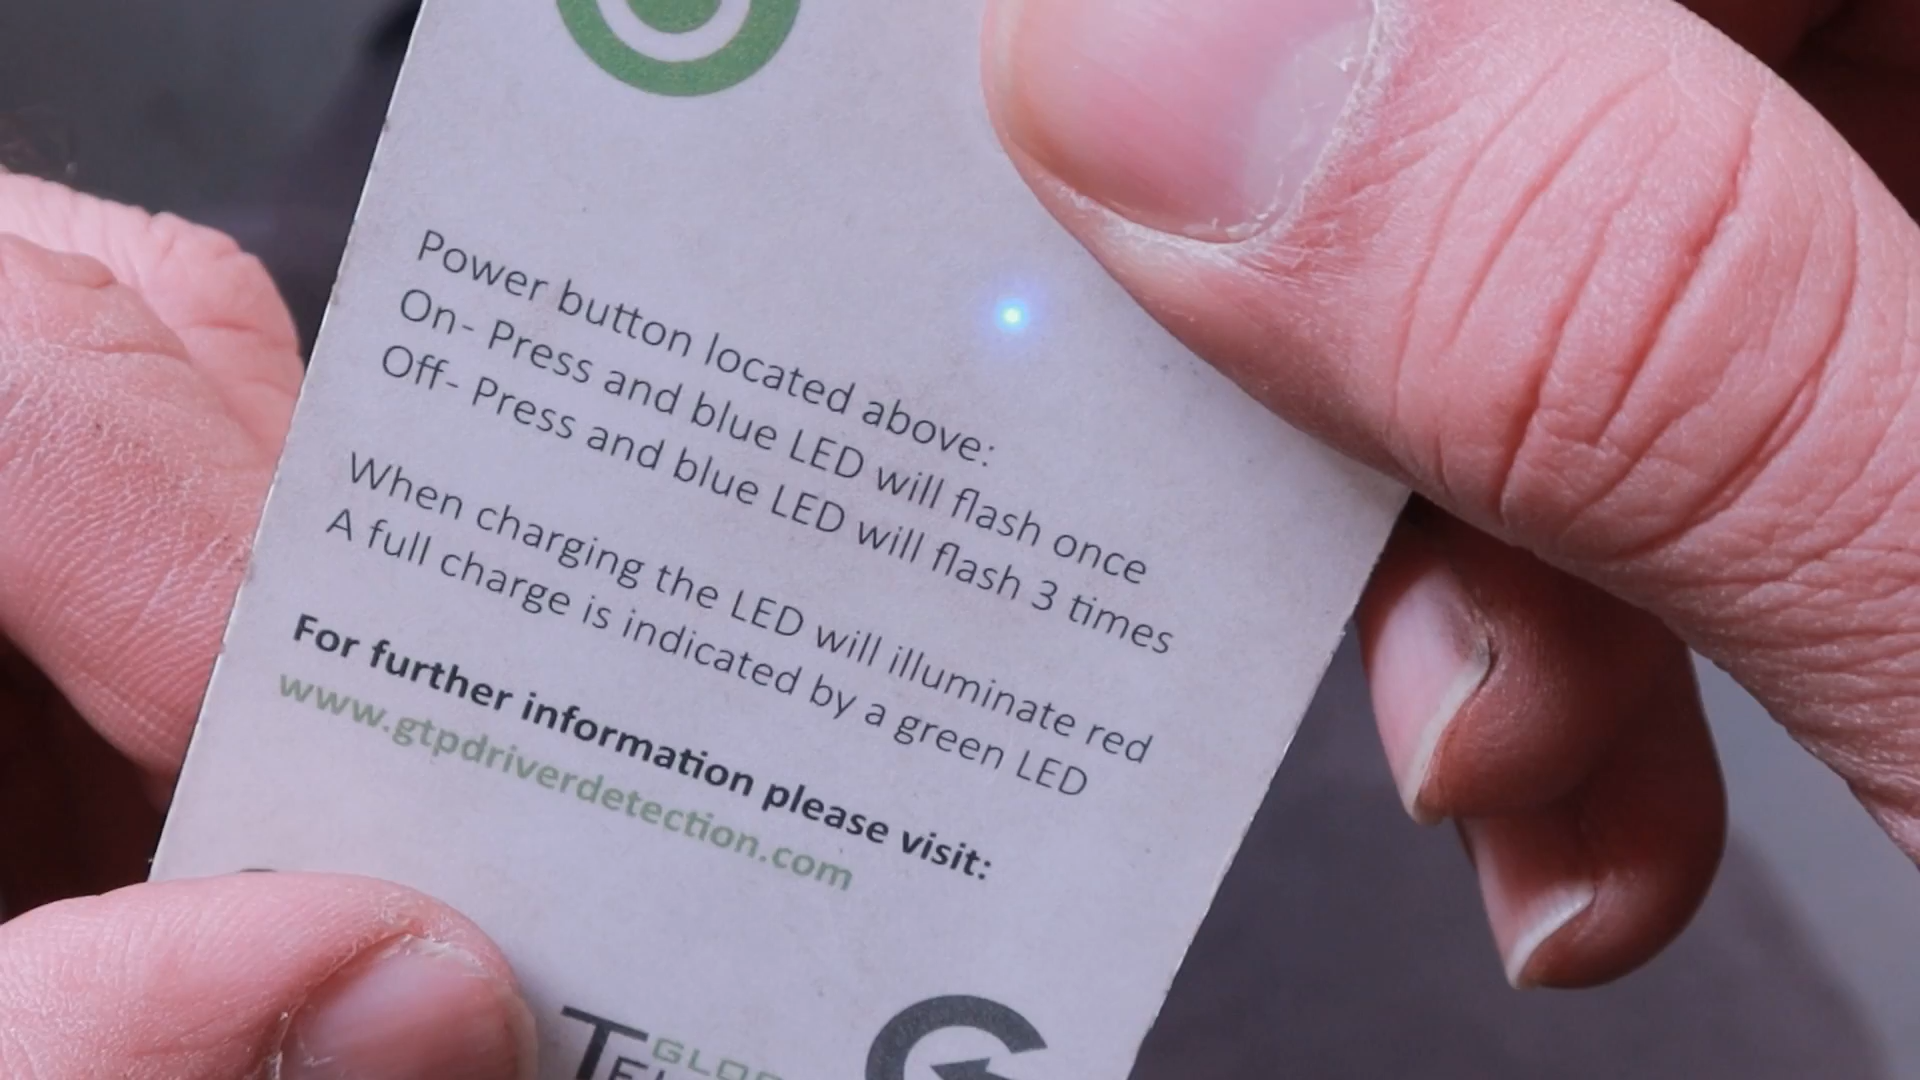 Power button located above:
On- Press and blue LED will flash once
Off- Press and blue LED will flash 3 times
When charging the LED will illuminate red
A full charge is indicated by a green LED
For further information please visit:
www.gtpdriverdetection.com